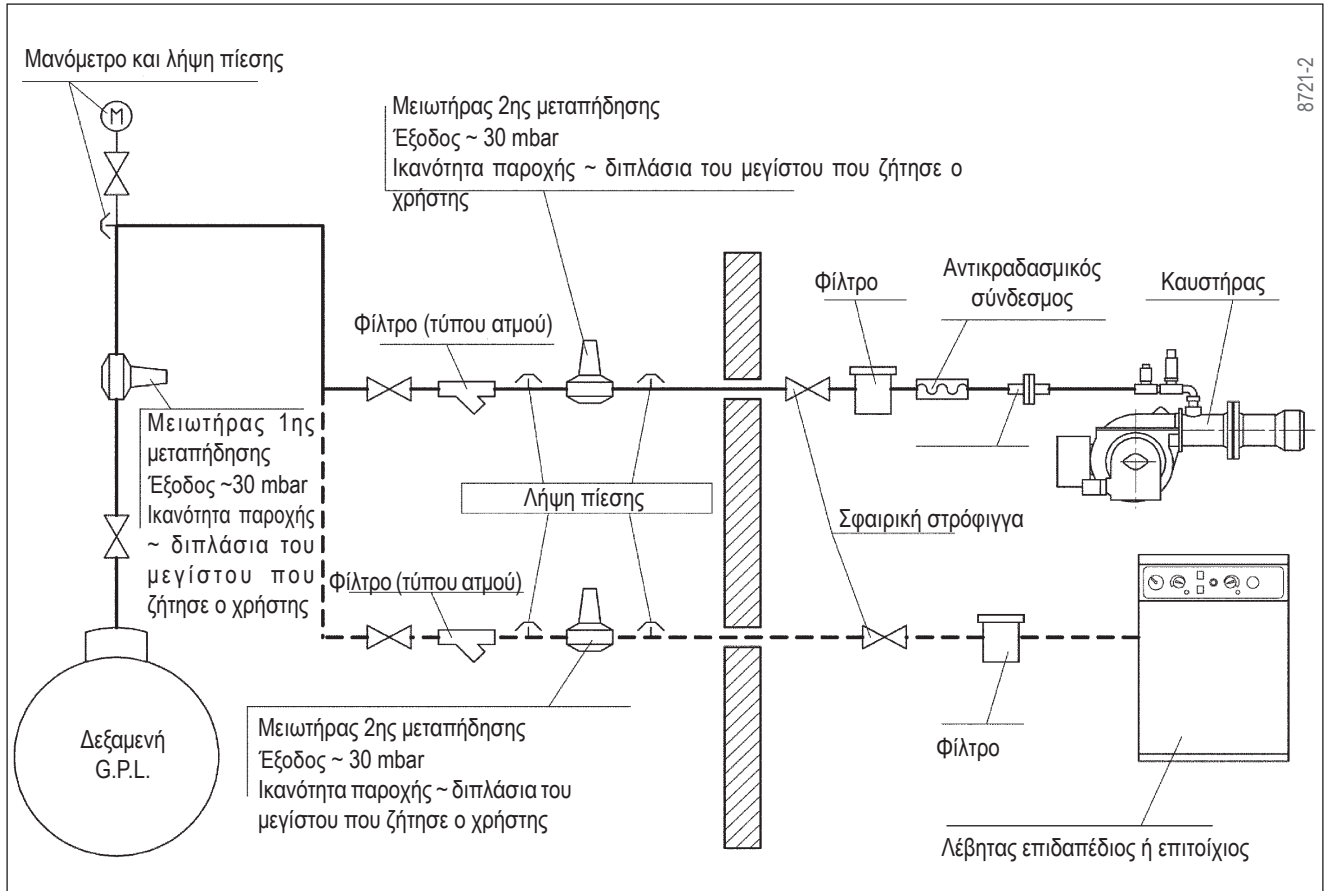 Μανόμετρο και λήψη πίεσης
M
8721-2
Μειωτήρας 2ης μεταπήδησης
Έξοδος ~ 30 mbar
Ικανότητα παροχής ~ διπλάσια του μεγίστου που ζήτησε ο
χρήστης
Φίλτρο
Αντικραδασμικός
σύνδεσμος
Καυστήρας
Φίλτρο (τύπου ατμού)
Μειωτήρας 1ης
μεταπήδησης
Έξοδος ~30 mbar
Ικανότητα παροχής
~ διπλάσια του
μεγίστου που
ζήτησε ο χρήστης
Λήψη πίεσης
Σφαιρική στρόφιγγα
Φίλτρο (τύπου ατμού)
Δεξαμενή
G.P.L.
Μειωτήρας 2ης μεταπήδησης
Έξοδος ~ 30 mbar
Ικανότητα παροχής ~ διπλάσια του
μεγίστου που ζήτησε ο χρήστης
Φίλτρο
Λέβητας επιδαπέδιος ή επιτοίχιος